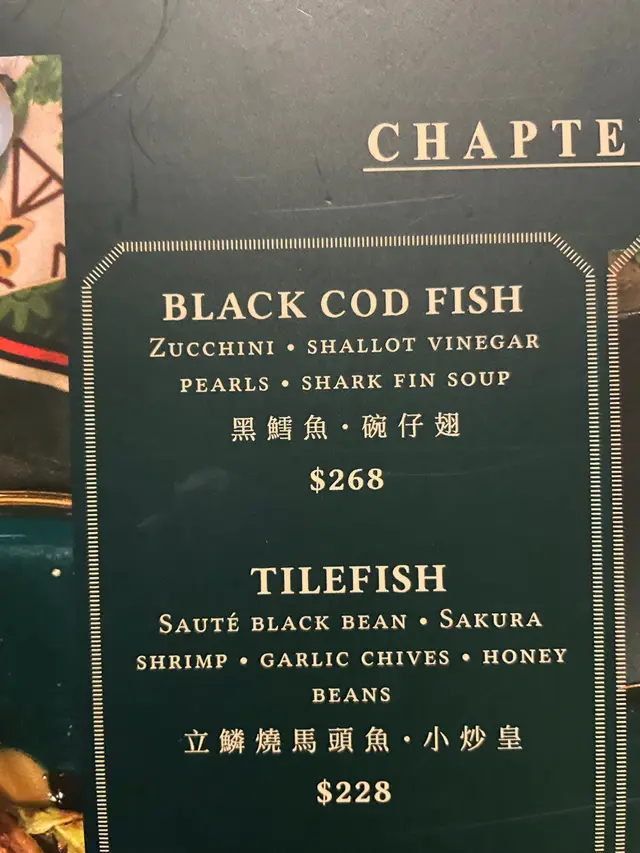 CHAPTE
BLACK COD FISH
ZUCCHINI • SHALLOT VINEGAR
PEARLS • SHARK FIN SOUP
黑鱈魚・碗仔翅
$268
TILEFISH
SAUTÉ BLACK BEAN • SAKURA
SHRIMP • GARLIC CHIVES • HONEY
BEANS
立鱗燒馬頭魚・小炒皇
$228